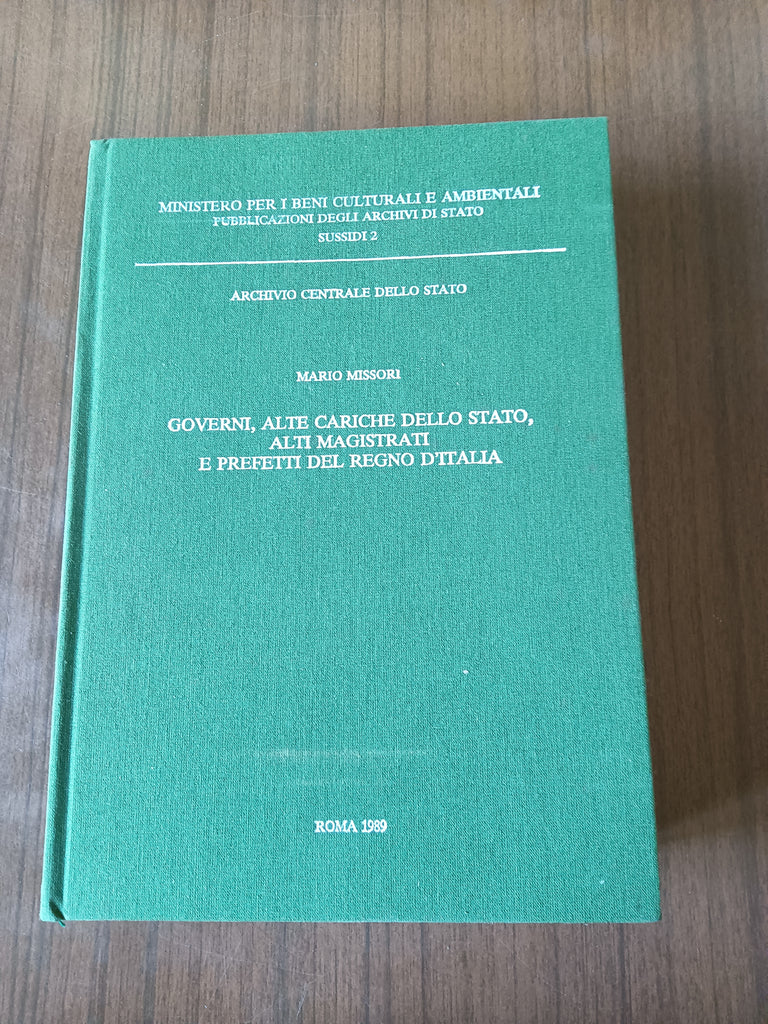 MINISTERO PER I BENI CULTURALI E AMBIENTALI
PUBBLICAZIONI DEGLI ARCHIVI DI STATO
SUSSIDI 2
ARCHIVIO CENTRALE DELLO STATO
MARIO MISSORI
GOVERNI, ALTE CARICHE DELLO STATO,
ALTI MAGISTRATI
E PREFETTI DEL REGNO D'ITALIA
ROMA 1989